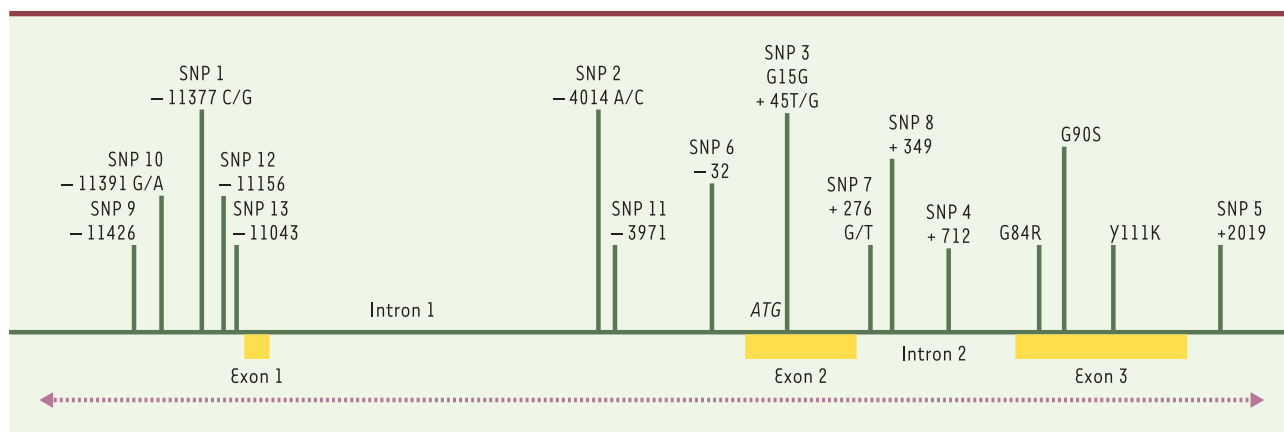 SNP 1
– 11377 C/G
SNP 2
– 4014 A/C
SNP 3
G15G
+ 45T/G
SNP 10
– 11391 G/A
SNP 9
–11426
SNP 12
–11156
SNP 13
–11043
SNP 11
–3971
SNP 6
– 32
SNP 7
+ 276
G/T
SNP 8
+ 349
SNP 4
+ 712
G84R
G90S
Y111K
SNP 5
+2019
Intron 1
ATG
Exon 1
Exon 2
Intron 2
Exon 3